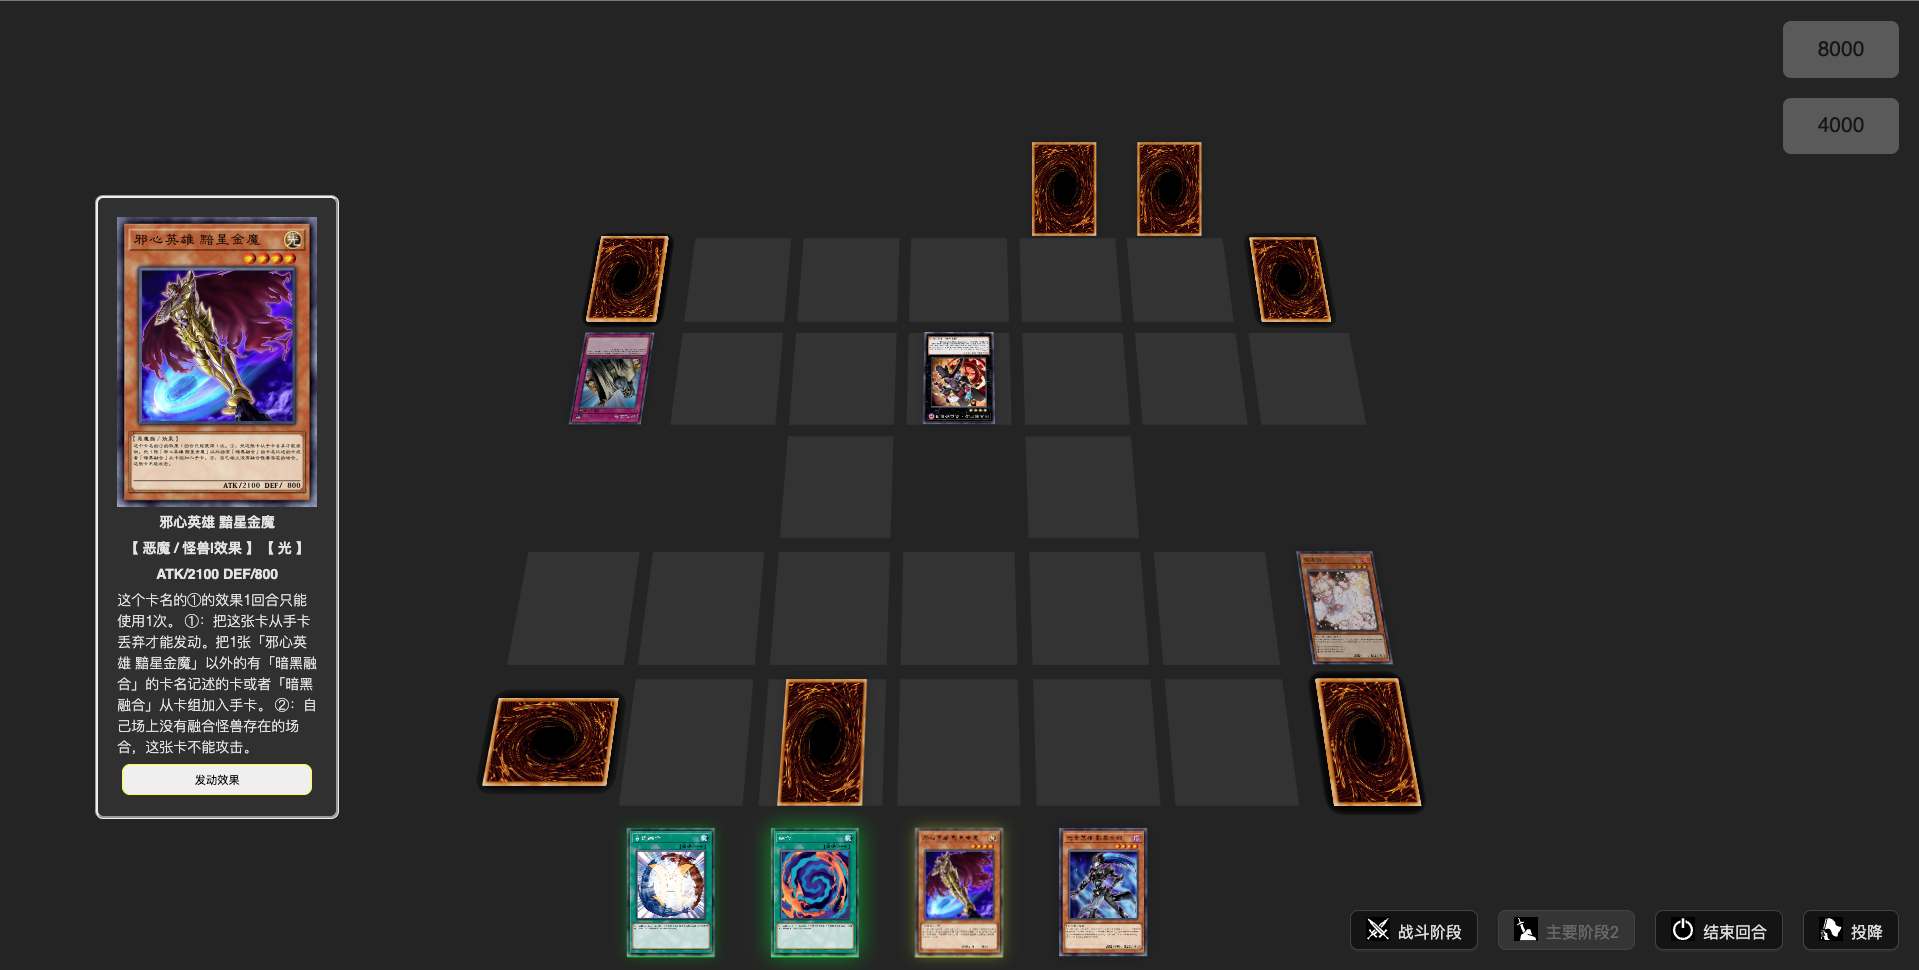 8000
4000
邪心英雄 黯星金魔
光
ATK/2100 DEF/ 800
邪心英雄 黯星金魔
【 恶魔 / 怪兽|效果 】 【 光 】
ATK/2100 DEF/800
这个卡名的①的效果1回合只能
使用1次。 ①：把这张卡从手卡
丢弃才能发动。把1张「邪心英
雄 黯星金魔」以外的有「暗黑融
合」的卡名记述的卡或者「暗黑
融合」从卡组加入手卡。 ②：自
己场上没有融合怪兽存在的场
合，这张卡不能攻击。
发动效果
战斗阶段
主要阶段2
结束回合
投降